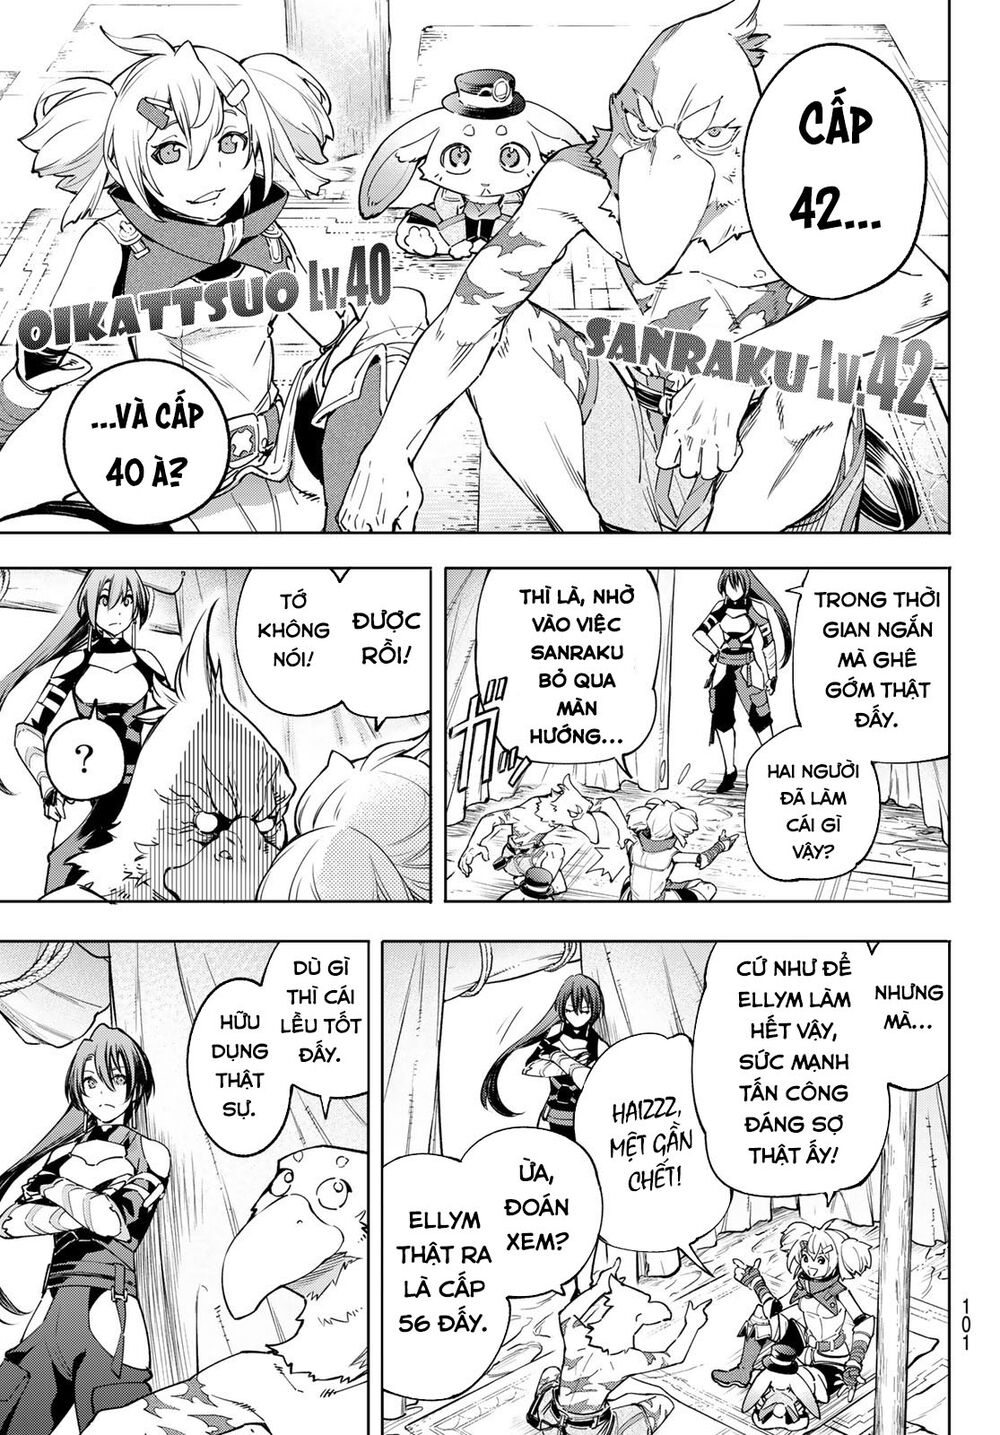 CẤP
42...
OIKATTSUO Lv.40
SANRAKU Lv.42
...VÀ CẤP
40 À?
TRONG THỜI
GIAN NGẮN
MÀ GHÊ
GỚM THẬT
ĐẤY.
HAI NGƯỜI
ĐÃ LÀM
CÁI GÌ
VẬY?
THÌ LÀ, NHỜ
VÀO VIỆC
SANRAKU
BỎ QUA
MÀN
HƯỚNG...
ガッ
ĐƯỢC
RỒI!
TỚ
KHÔNG
NÓI!
?
NHƯNG
MÀ...
CỨ NHƯ ĐỂ
ELLYM LÀM
HẾT VẬY,
SỨC MẠNH
TẤN CÔNG
ĐÁNG SỢ
THẬT ẤY!
HAIZZZ,
MỆT GẦN
CHẾT!
ỪA,
ĐOÁN
XEM?
ELLYM
THẬT RA
LÀ CẤP
56 ĐẤY.
DÙ GÌ
THÌ CÁI
LỀU TỐT
ĐẤY.
HỮU
DỤNG
THẬT
SỰ.
101